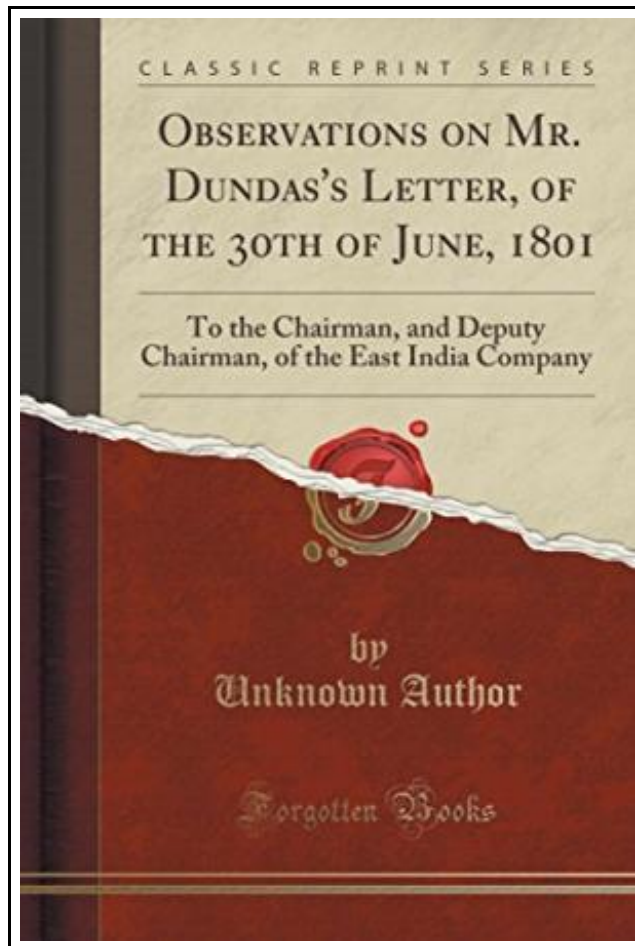 CLASSIC REPRINT SERIES
OBSERVATIONS ON MR.
DUNDAS'S LETTER, OF
THE 30TH OF JUNE, 1801
To the Chairman, and Deputy
Chairman, of the East India Company
by
Unknown Author
Forgotten Books